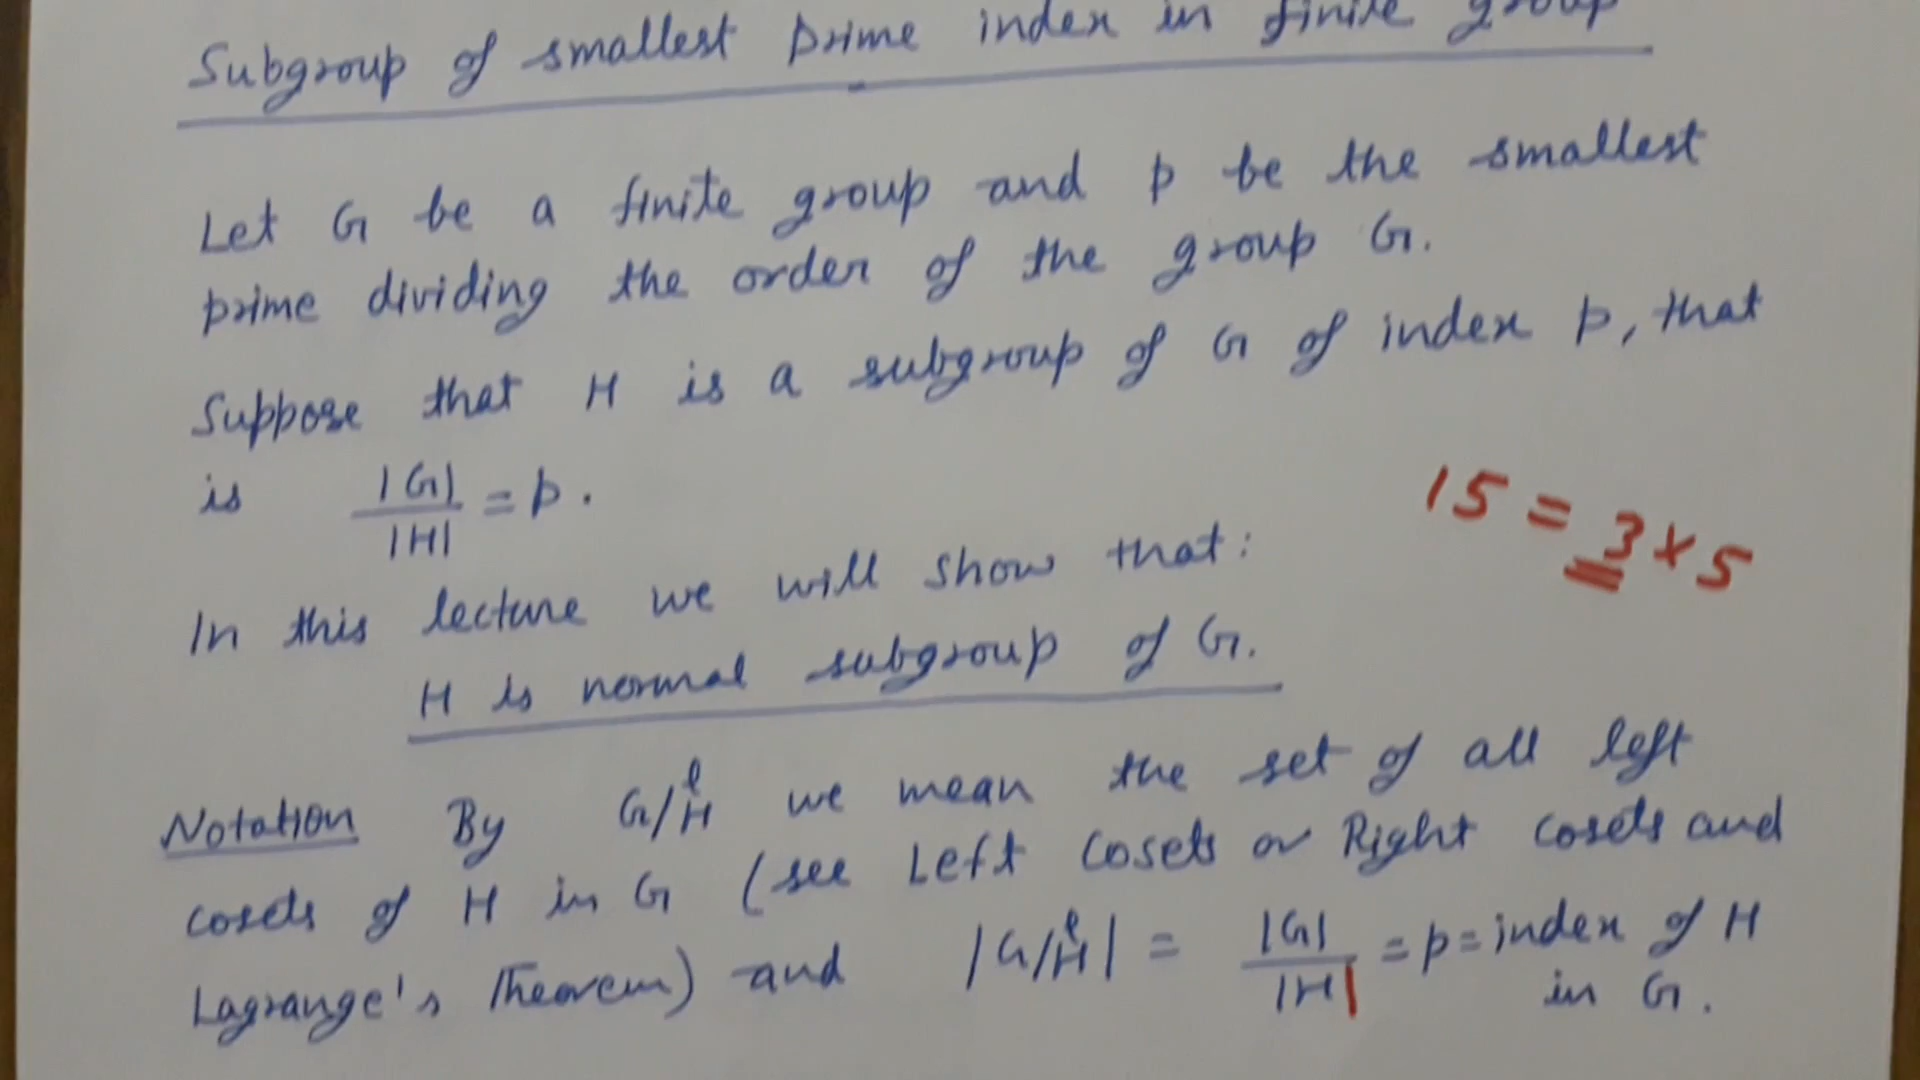 Subgroup of smallest prime index in finite group
Let G be a finite group and p be the smallest
prime dividing the order of the group G.
Suppose that H is a subgroup of G of index p, that
is |G|/|H| = p.
15 = 3 × 5
In this lecture we will show that:
H is normal subgroup of G.
Notation By G/H^l we mean the set of all left
cosets of H in G (see Left Cosets or Right Cosets and
Lagrange's Theorem) and |G/H^l| = |G|/|H| = p = index of H
in G.